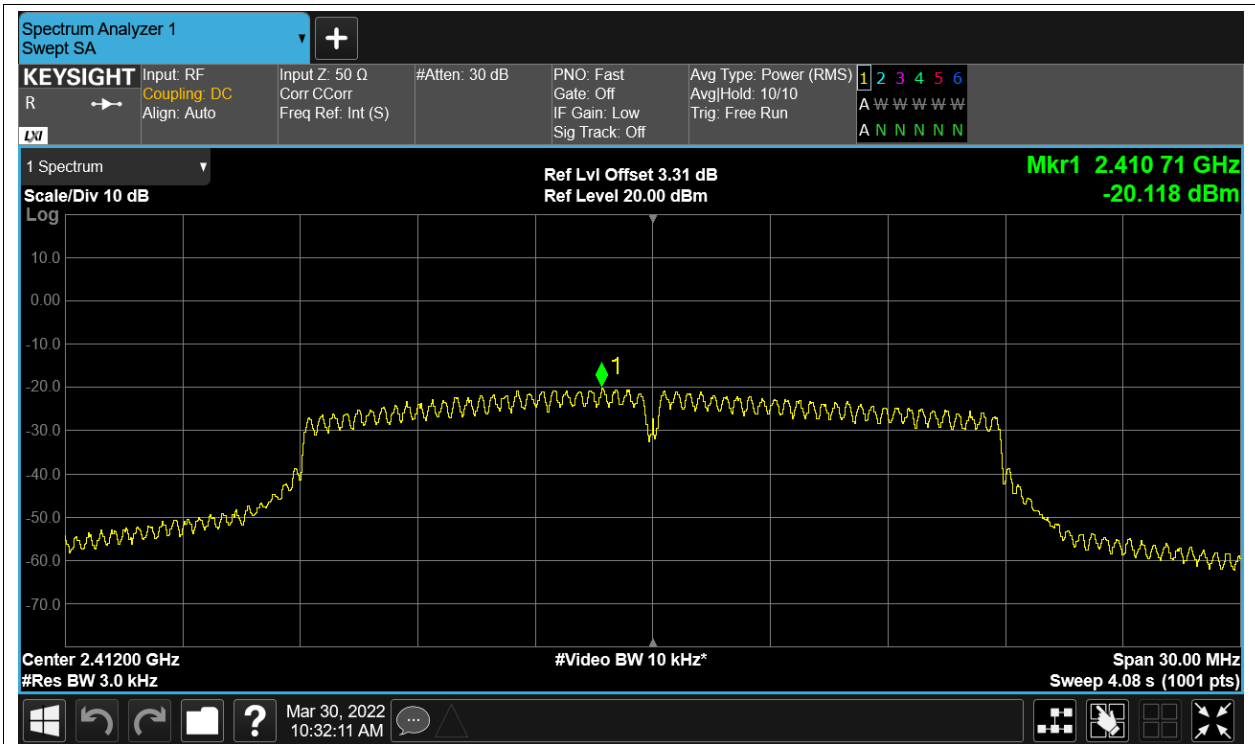 Spectrum Analyzer 1
Swept SA
KEYSIGHT
R
LXI
Input: RF
Coupling: DC
Align: Auto
Input Z: 50 Ω
Corr CCorr
Freq Ref: Int (S)
#Atten: 30 dB
PNO: Fast
Gate: Off
IF Gain: Low
Sig Track: Off
Avg Type: Power (RMS)
Avg|Hold: 10/10
Trig: Free Run
1 2 3 4 5 6
A W W W W W
A N N N N N
1 Spectrum
Scale/Div 10 dB
Ref Lvl Offset 3.31 dB
Ref Level 20.00 dBm
Mkr1 2.410 71 GHz
-20.118 dBm
Log
10.0
0.00
-10.0
-20.0
-30.0
-40.0
-50.0
-60.0
-70.0
1
Center 2.41200 GHz
#Res BW 3.0 kHz
#Video BW 10 kHz*
Span 30.00 MHz
Sweep 4.08 s (1001 pts)
?
Mar 30, 2022
10:32:11 AM